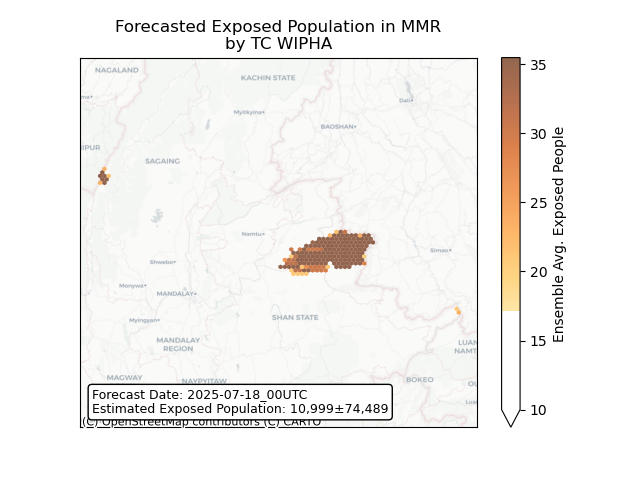 Forecasted Exposed Population in MMR
by TC WIPHA
NAGALAND
KACHIN STATE
Dali
Myitkyina
BAOSHAN
IPUR
SAGAING
Namtu
Simao
Shwebo
Monywa
MANDALAY
Myingyan
SHAN STATE
MANDALAY
REGION
LUAN
NAMT
MAGWAY
NAYPYITAW
BOKEO
OU
Forecast Date: 2025-07-18_00UTC
Estimated Exposed Population: 10,999±74,489
(C) OpenStreetMap contributors (C) CARTO
35
30
25
20
15
10
Ensemble Avg. Exposed People